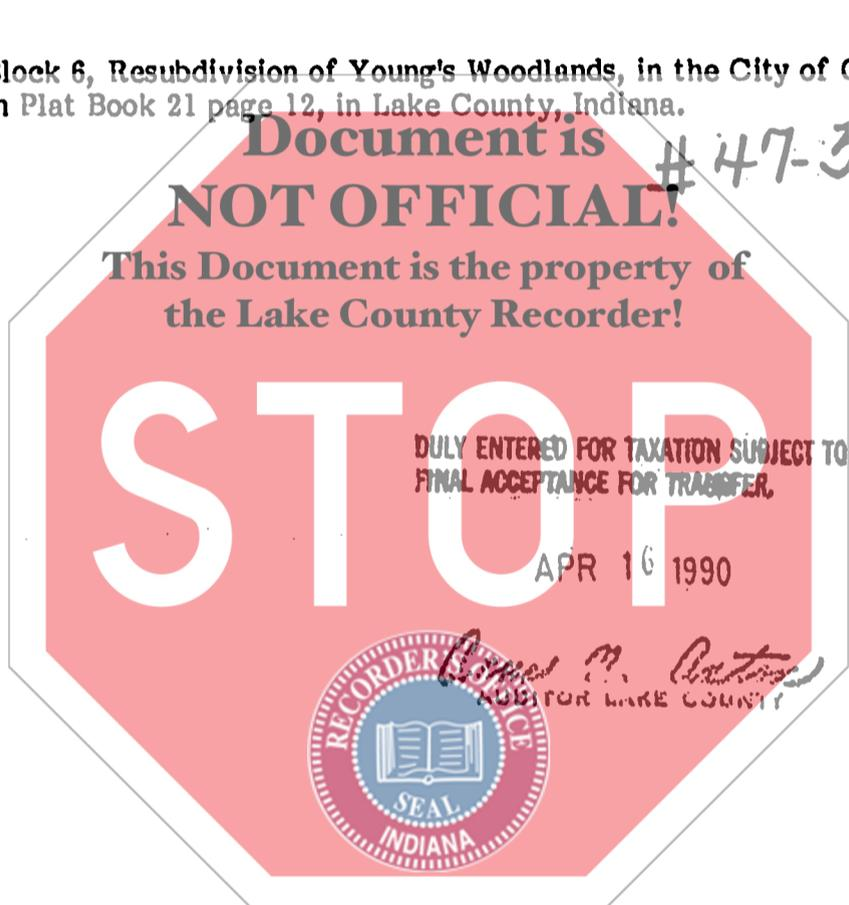 lock 6, Resubdivision of Young's Woodlands, in the City of
Plat Book 21 page 12, in Lake County, Indiana.
# 47-3
Document is
NOT OFFICIAL!
This Document is the property of
the Lake County Recorder!
STOP
DULY ENTERED FOR TAXATION SUBJECT TO
FINAL ACCEPTANCE FOR TRANSFER.
APR 16 1990
AUDITOR LAKE COUNTY
RECORDER'S OFFICE
SEAL
INDIANA